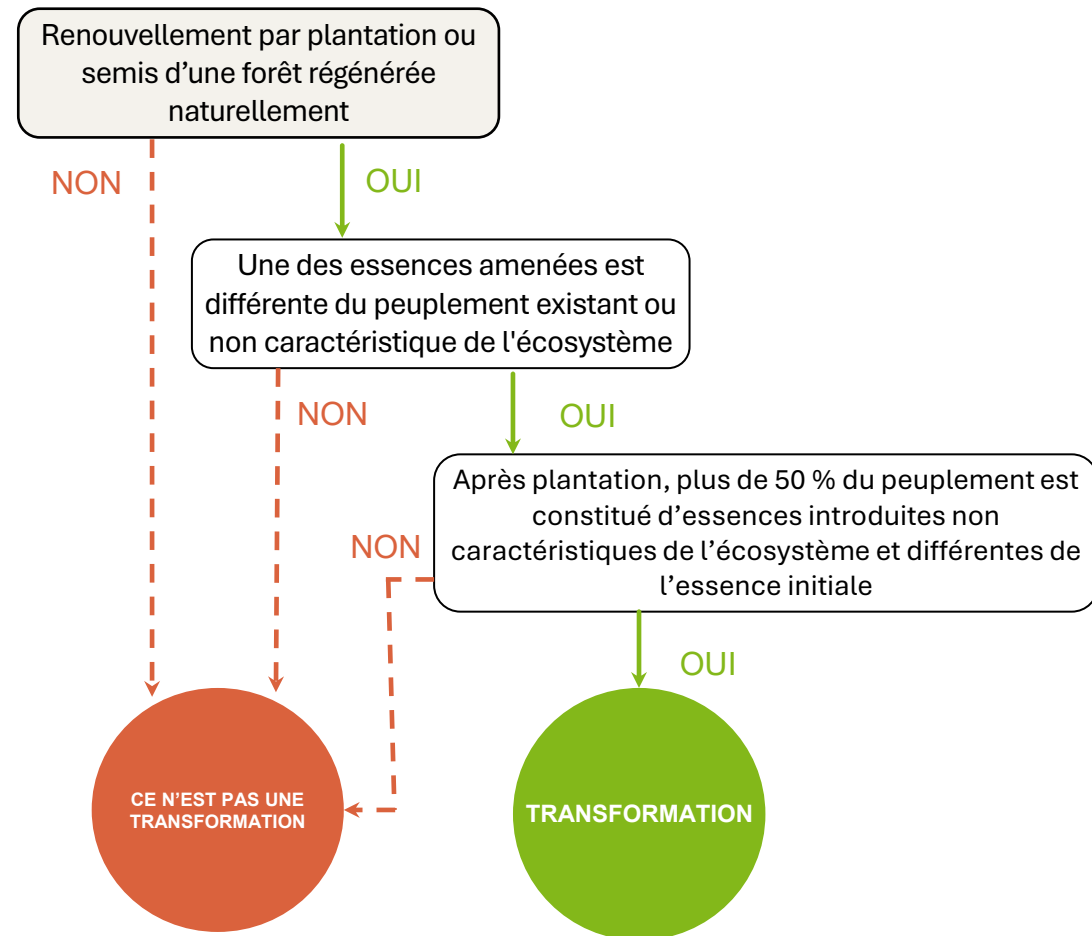 Renouvellement par plantation ou
semis d’une forêt régénérée
naturellement
NON
OUI
Une des essences amenées est
différente du peuplement existant ou
non caractéristique de l'écosystème
NON
OUI
Après plantation, plus de 50 % du peuplement est
constitué d’essences introduites non
caractéristiques de l’écosystème et différentes de
l’essence initiale
NON
OUI
CE N’EST PAS UNE
TRANSFORMATION
TRANSFORMATION